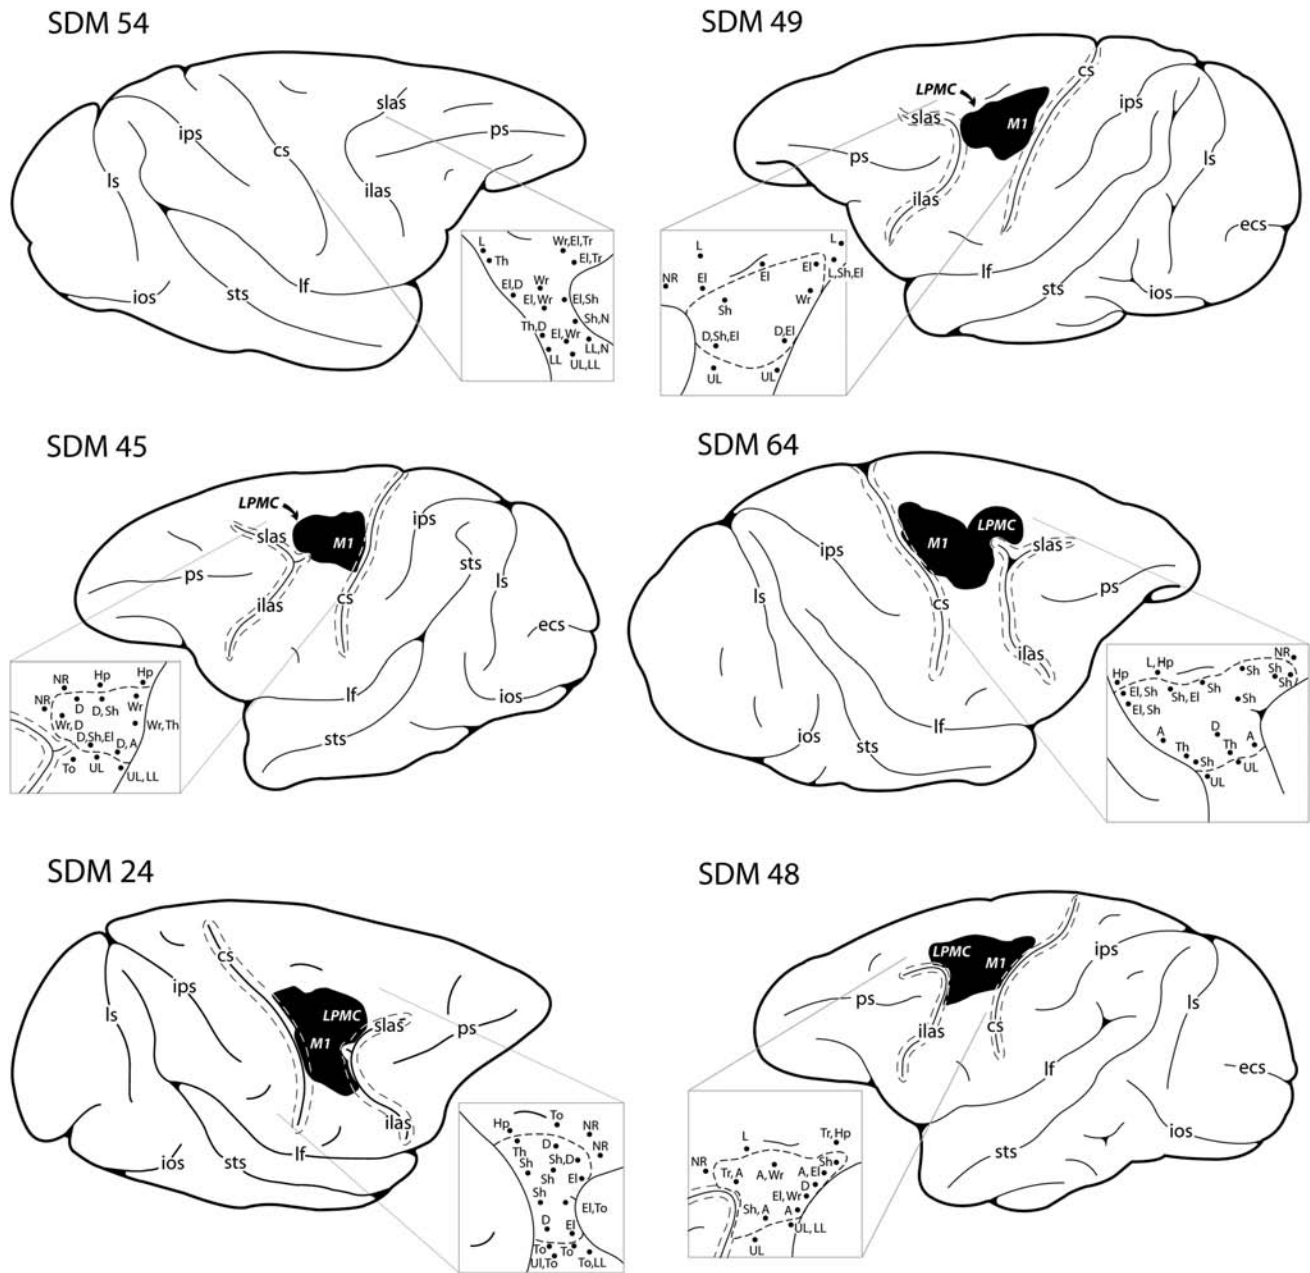 SDM 54
slas
ips
cs
ps
ls
ilas
ios
sts
lf
L
Wr,El,Tr
Th
El,Tr
El,D
Wr
El,Wr
El,Sh
Sh,N
Th,D
El,Wr
LL
LL,N
UL,LL
SDM 49
cs
LPMC
ips
slas
M1
ps
ls
ilas
ecs
lf
sts
ios
L
L
NR
El
El
El
L,Sh,El
Sh
Wr
D,Sh,El
D,El
UL
UL
SDM 45
LPMC
ips
slas
M1
sts
ps
ls
ilas
cs
ecs
lf
ios
sts
NR
Hp
Hp
NR
D
D,Sh
Wr
Wr,D
Wr,Th
D,Sh,El
D,A
To
UL
UL,LL
SDM 64
LPMC
ips
M1
slas
ls
cs
ps
ilas
lf
ios
sts
Hp
L,Hp
Sh
Sh
NR
Sh
El,Sh
Sh,El
Sh
El,Sh
Sh
A
D
A
Th
Th
Sh
UL
UL
SDM 24
cs
ips
LPMC
ls
slas
ps
M1
ilas
lf
ios
sts
Hp
To
NR
Th
D
NR
Sh
Sh,D
Sh
El
Sh
El,To
D
El
To
To
Ul,To
To,LL
SDM 48
LPMC
M1
ips
ps
ls
ilas
cs
lf
ecs
sts
ios
L
Tr,Hp
NR
Sh
Tr,A
A,Wr
A,El
D
El,Wr
Sh,A
A
UL,LL
UL